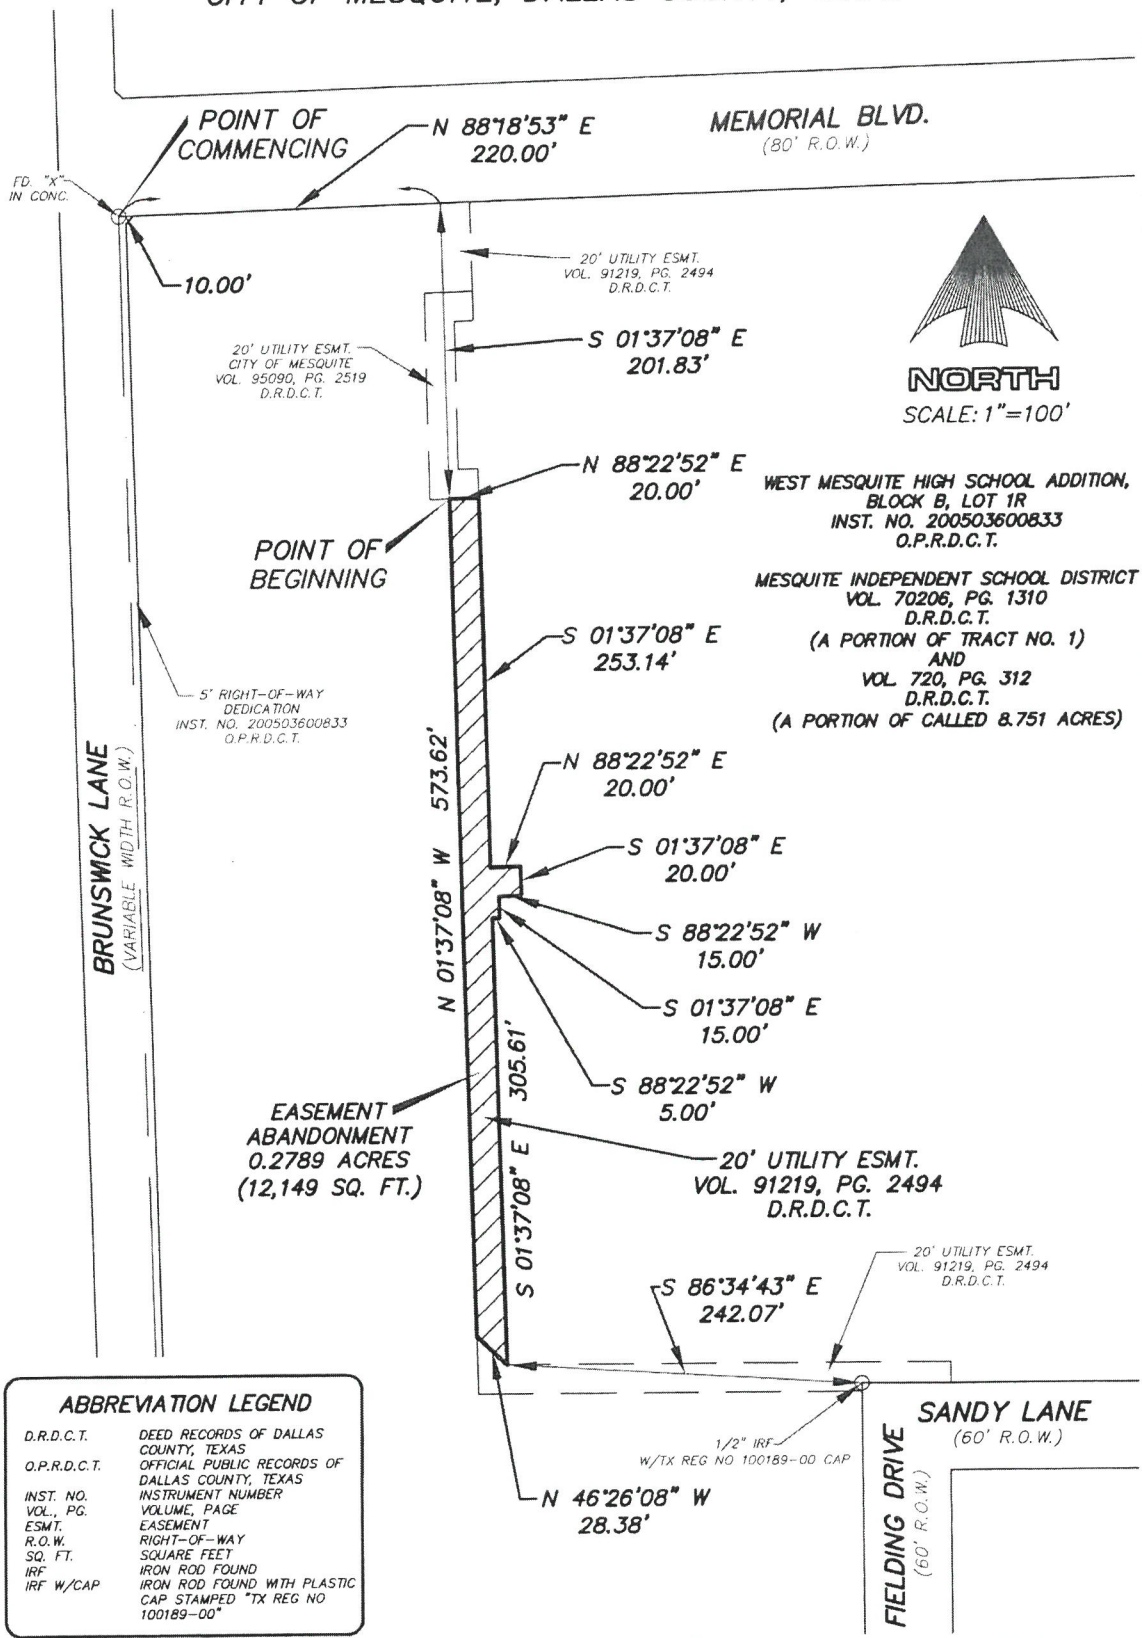 POINT OF
COMMENCING
N 88°18'53" E
220.00'
MEMORIAL BLVD.
(80' R.O.W.)
FD. "X"
IN CONC.
10.00'
20' UTILITY ESMT.
VOL. 91219, PG. 2494
D.R.D.C.T.
20' UTILITY ESMT.
CITY OF MESQUITE
VOL. 95090, PG. 2519
D.R.D.C.T.
S 01°37'08" E
201.83'
NORTH
SCALE: 1"=100'
N 88°22'52" E
20.00'
WEST MESQUITE HIGH SCHOOL ADDITION,
BLOCK B, LOT 1R
INST. NO. 200503600833
O.P.R.D.C.T.
POINT OF
BEGINNING
MESQUITE INDEPENDENT SCHOOL DISTRICT
VOL. 70206, PG. 1310
D.R.D.C.T.
(A PORTION OF TRACT NO. 1)
AND
VOL. 720, PG. 312
D.R.D.C.T.
(A PORTION OF CALLED 8.751 ACRES)
S 01°37'08" E
253.14'
5' RIGHT-OF-WAY
DEDICATION
INST. NO. 200503600833
O.P.R.D.C.T.
BRUNSWICK LANE
(VARIABLE WIDTH R.O.W.)
N 01°37'08" W 573.62'
N 88°22'52" E
20.00'
S 01°37'08" E
20.00'
S 88°22'52" W
15.00'
S 01°37'08" E
15.00'
S 88°22'52" W
5.00'
S 01°37'08" E 305.61'
EASEMENT
ABANDONMENT
0.2789 ACRES
(12,149 SQ. FT.)
20' UTILITY ESMT.
VOL. 91219, PG. 2494
D.R.D.C.T.
20' UTILITY ESMT.
VOL. 91219, PG. 2494
D.R.D.C.T.
S 86°34'43" E
242.07'
SANDY LANE
(60' R.O.W.)
1/2" IRF
W/TX REG NO 100189-00 CAP
FIELDING DRIVE
(60' R.O.W.)
N 46°26'08" W
28.38'
ABBREVIATION LEGEND
D.R.D.C.T. DEED RECORDS OF DALLAS
COUNTY, TEXAS
O.P.R.D.C.T. OFFICIAL PUBLIC RECORDS OF
DALLAS COUNTY, TEXAS
INST. NO. INSTRUMENT NUMBER
VOL., PG. VOLUME, PAGE
ESMT. EASEMENT
R.O.W. RIGHT-OF-WAY
SQ. FT. SQUARE FEET
IRF IRON ROD FOUND
IRF W/CAP IRON ROD FOUND WITH PLASTIC
CAP STAMPED "TX REG NO
100189-00"